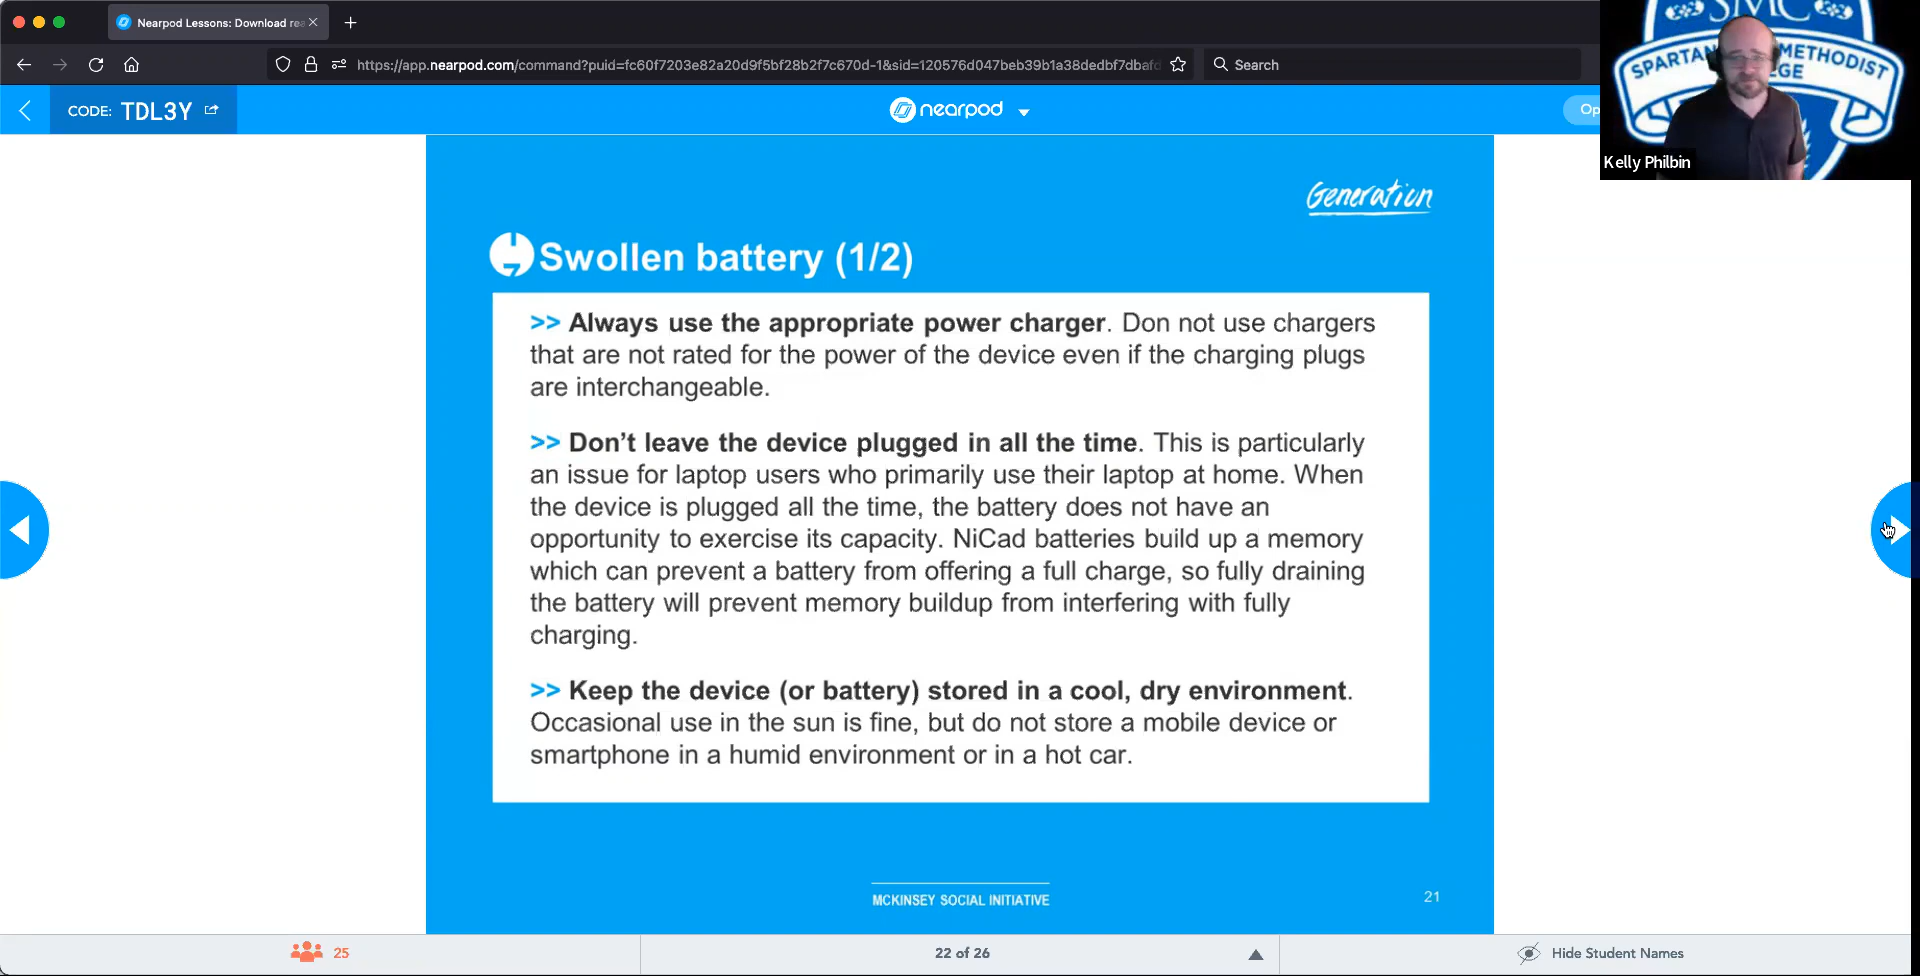 Nearpod Lessons: Download rea
https://app.nearpod.com/command?puid=fc60f7203e82a20d9f5bf28b2f7c670d-1&sid=120576d047beb39b1a38dedbf7dbafd
Search
CODE: TDL3Y
nearpod
Op
SMC
SPARTAN METHODIST
GE
Kelly Philbin
Generation
Swollen battery (1/2)
>> Always use the appropriate power charger. Don not use chargers
that are not rated for the power of the device even if the charging plugs
are interchangeable.
>> Don't leave the device plugged in all the time. This is particularly
an issue for laptop users who primarily use their laptop at home. When
the device is plugged all the time, the battery does not have an
opportunity to exercise its capacity. NiCad batteries build up a memory
which can prevent a battery from offering a full charge, so fully draining
the battery will prevent memory buildup from interfering with fully
charging.
>> Keep the device (or battery) stored in a cool, dry environment.
Occasional use in the sun is fine, but do not store a mobile device or
smartphone in a humid environment or in a hot car.
MCKINSEY SOCIAL INITIATIVE
21
25
22 of 26
Hide Student Names